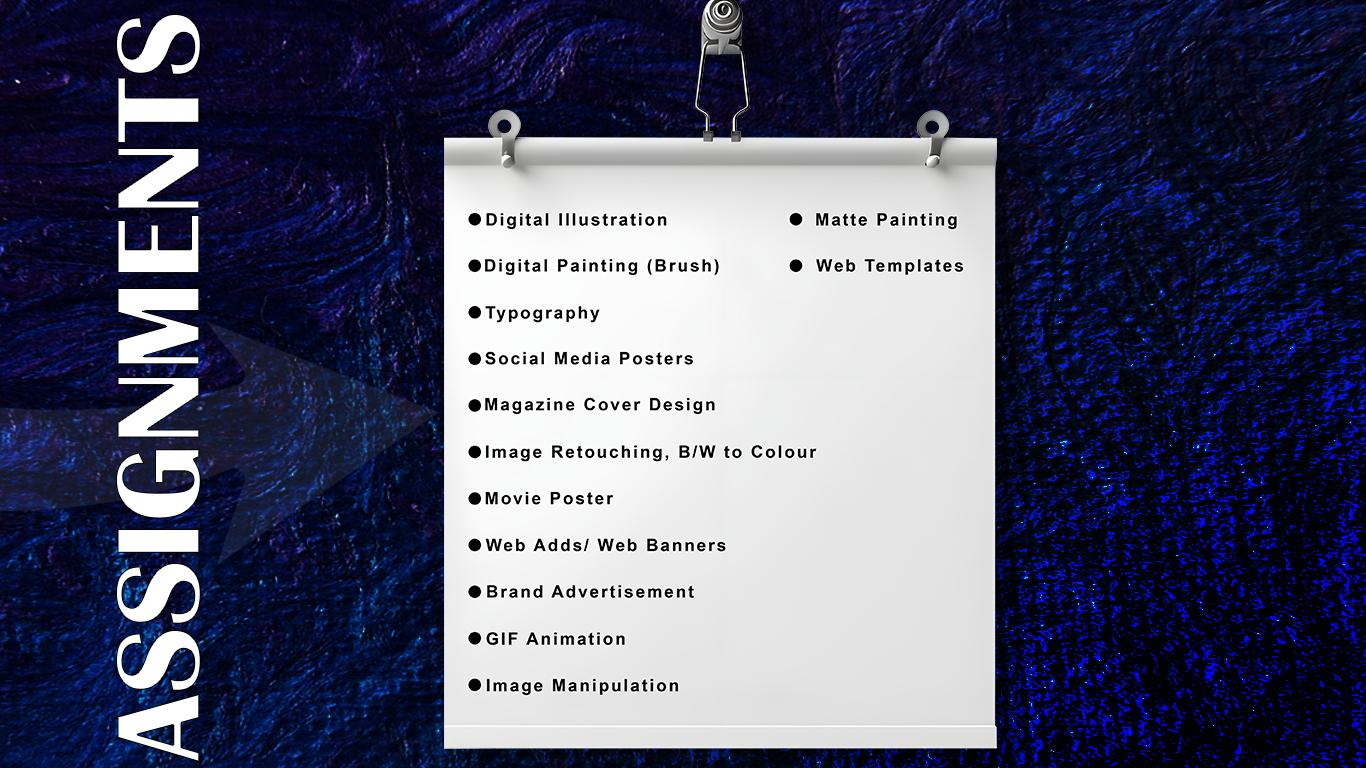 ASSIGNMENTS
●Digital Illustration
●Digital Painting (Brush)
●Typography
●Social Media Posters
●Magazine Cover Design
●Image Retouching, B/W to Colour
●Movie Poster
●Web Adds/ Web Banners
●Brand Advertisement
●GIF Animation
●Image Manipulation
● Matte Painting
● Web Templates